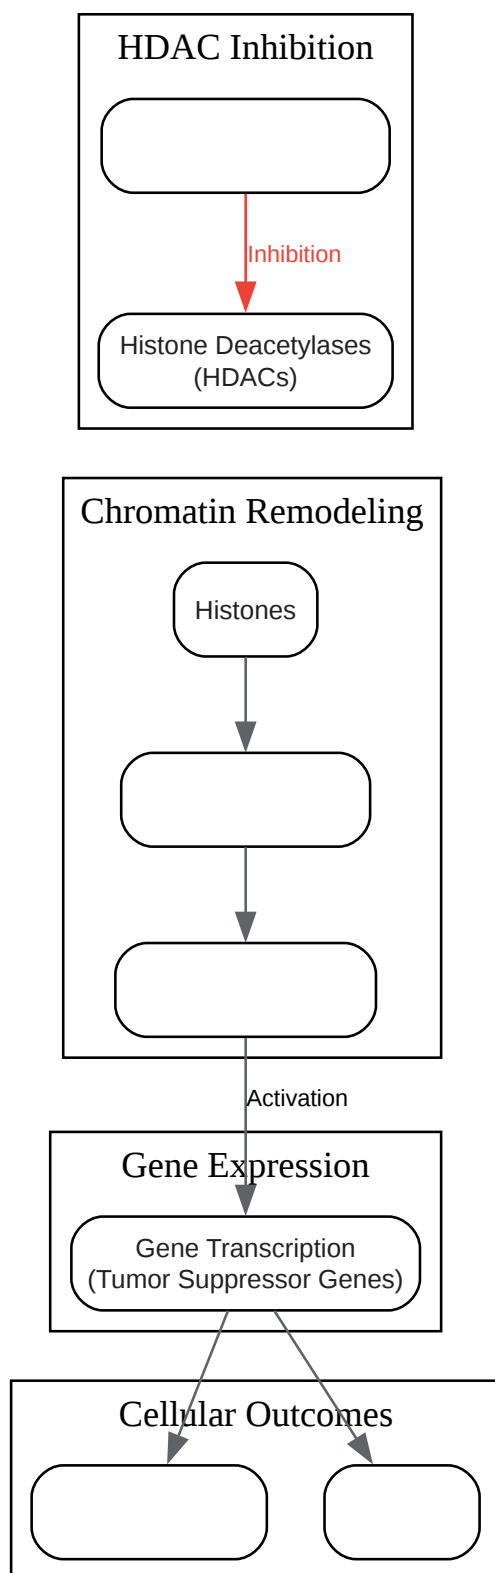 HDAC Inhibition
Inhibition
Histone Deacetylases
(HDACs)
Chromatin Remodeling
Histones
Activation
Gene Expression
Gene Transcription
(Tumor Suppressor Genes)
Cellular Outcomes